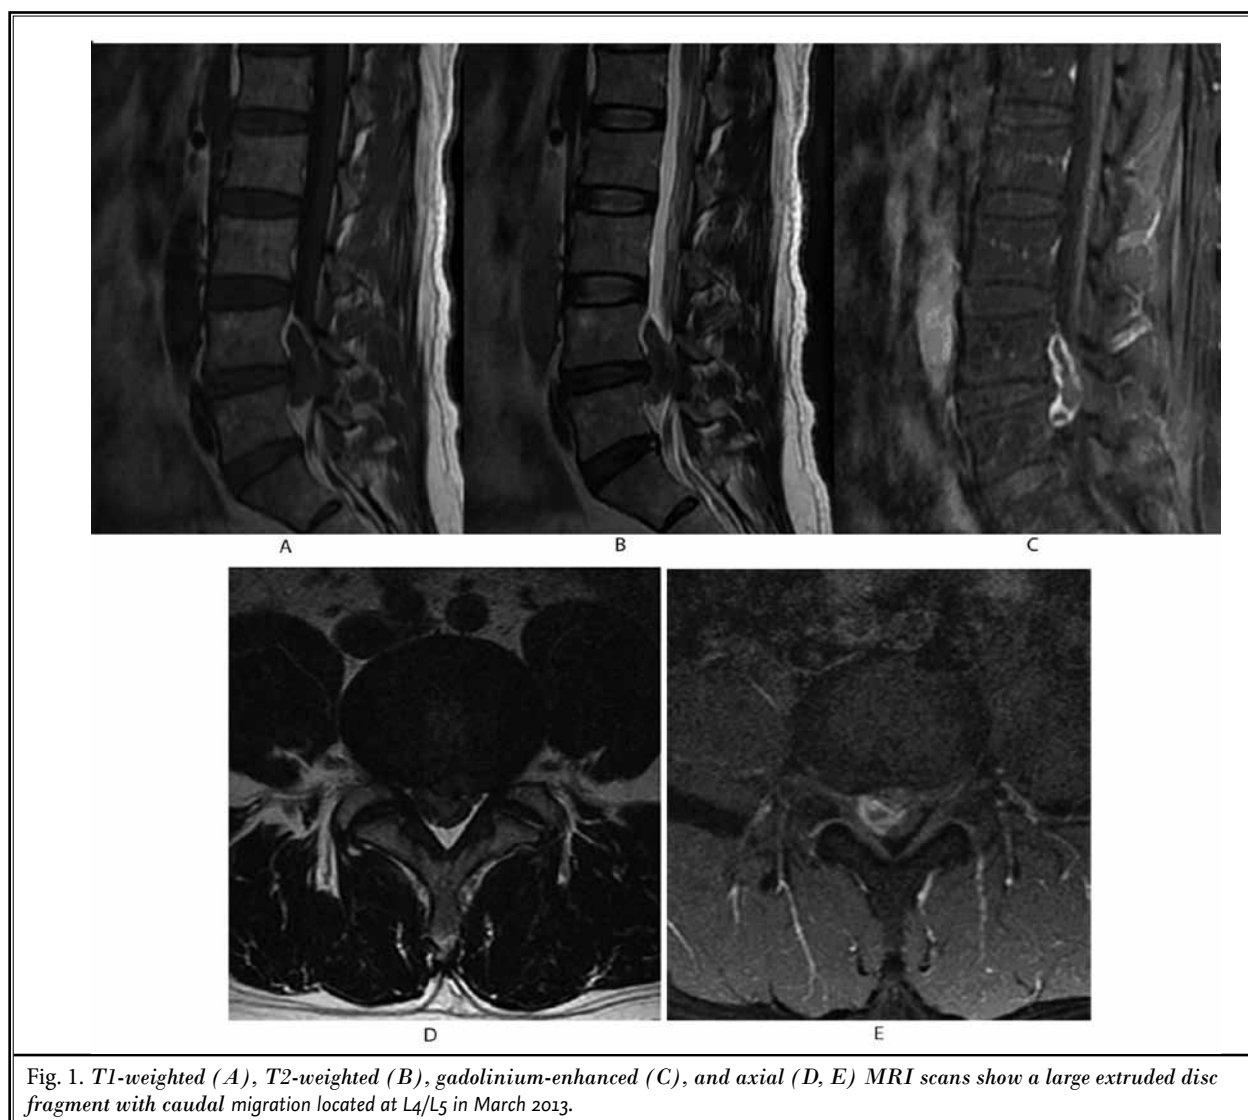 A
B
C
D
E
Fig. 1. T1-weighted (A), T2-weighted (B), gadolinium-enhanced (C), and axial (D, E) MRI scans show a large extruded disc
fragment with caudal migration located at L4/L5 in March 2013.